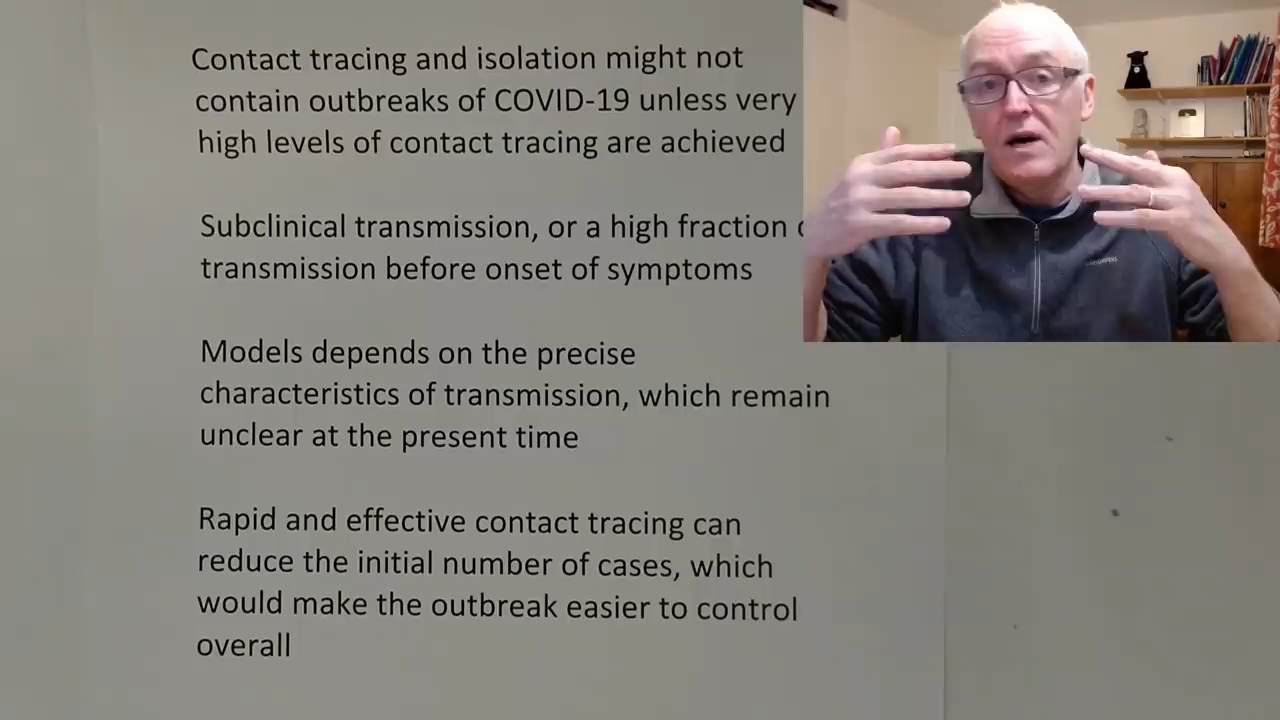 Contact tracing and isolation might not
contain outbreaks of COVID-19 unless very
high levels of contact tracing are achieved
Subclinical transmission, or a high fraction
transmission before onset of symptoms
Models depends on the precise
characteristics of transmission, which remain
unclear at the present time
Rapid and effective contact tracing can
reduce the initial number of cases, which
would make the outbreak easier to control
overall